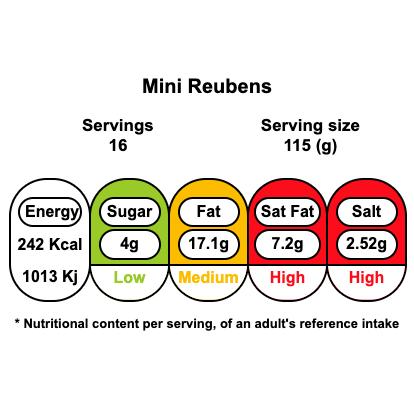 Mini Reubens
Servings
16
Serving size
115 (g)
Energy
242 Kcal
1013 Kj
Sugar
4g
Low
Fat
17.1g
Medium
Sat Fat
7.2g
High
Salt
2.52g
High
* Nutritional content per serving, of an adult's reference intake